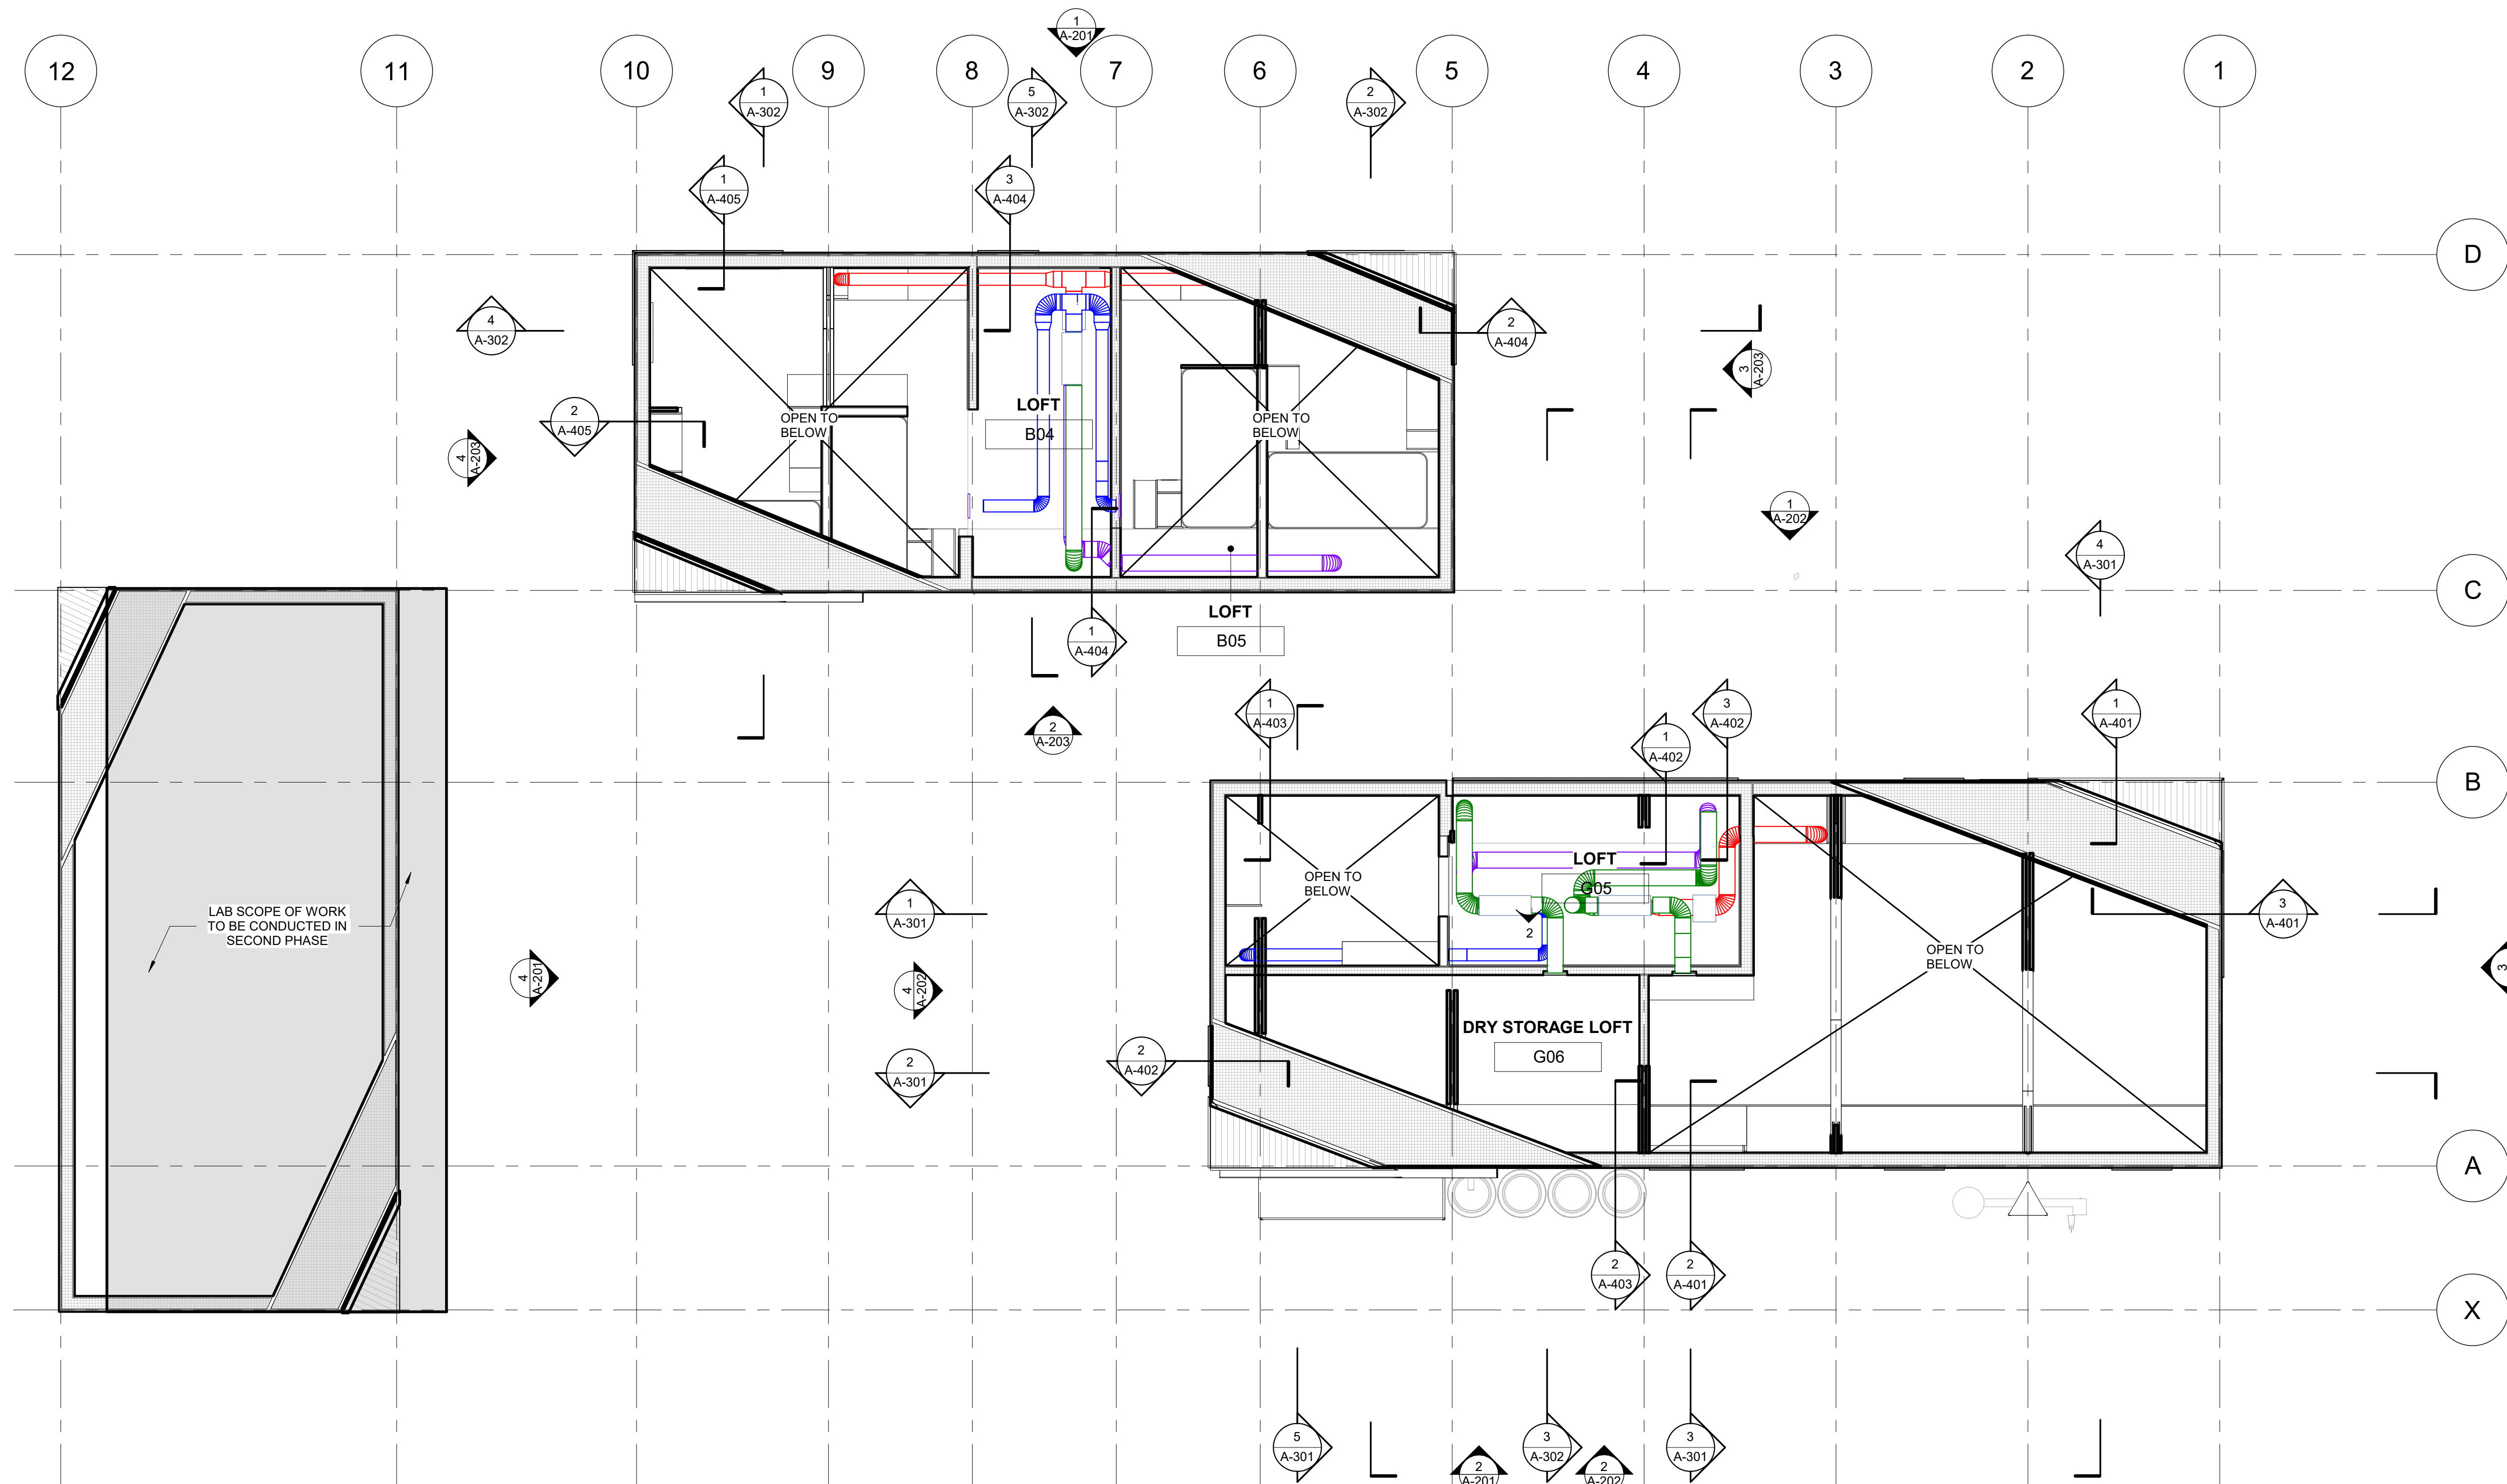 1
A-201
12
11
10
9
8
7
6
5
4
3
2
1
1
A-302
5
A-302
2
A-302
1
A-405
3
A-404
D
4
A-302
2
A-404
3
A-203
2
A-405
4
A-203
OPEN TO
BELOW
LOFT
B04
OPEN TO
BELOW
1
A-202
4
A-301
C
LOFT
B05
1
A-404
1
A-403
3
A-402
1
A-401
2
A-203
1
A-402
B
LOFT
G05
OPEN TO
BELOW
LAB SCOPE OF WORK
TO BE CONDUCTED IN
SECOND PHASE
1
A-301
3
A-401
2
OPEN TO
BELOW
4
A-201
4
A-202
3
DRY STORAGE LOFT
G06
2
A-301
2
A-402
A
2
A-403
2
A-401
X
5
A-301
3
A-302
3
A-301
2
A-201
2
A-202